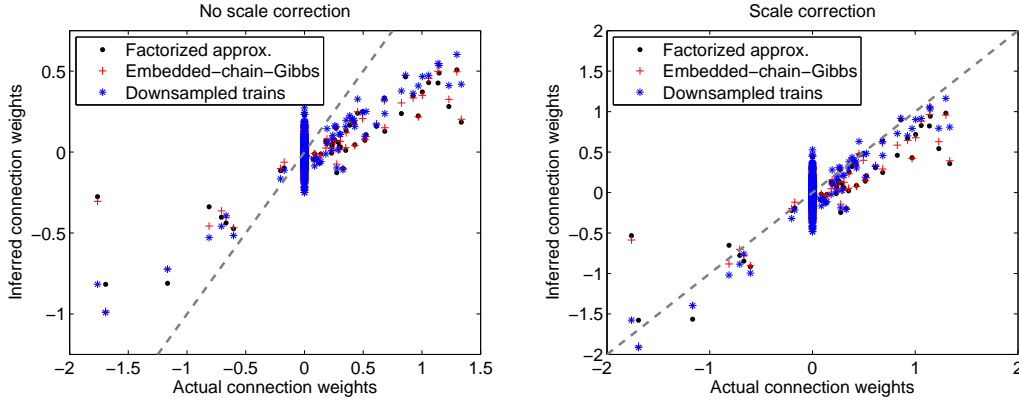 No scale correction
Factorized approx.
Embedded−chain−Gibbs
Downsampled trains
0.5
0
−0.5
−1
−2 −1.5 −1 −0.5 0 0.5 1 1.5
Inferred connection weights
Actual connection weights
Scale correction
Factorized approx.
Embedded−chain−Gibbs
Downsampled trains
2
1.5
1
0.5
0
−0.5
−1
−1.5
−2
−2 −1 0 1 2
Inferred connection weights
Actual connection weights